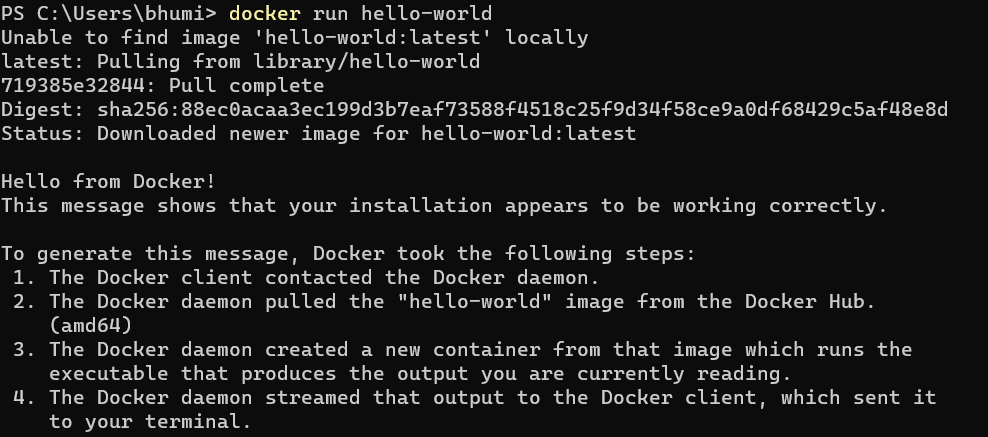 PS C:\Users\bhumi> docker run hello-world
Unable to find image 'hello-world:latest' locally
latest: Pulling from library/hello-world
719385e32844: Pull complete
Digest: sha256:88ec0acaa3ec199d3b7eaf73588f4518c25f9d34f58ce9a0df68429c5af48e8d
Status: Downloaded newer image for hello-world:latest

Hello from Docker!
This message shows that your installation appears to be working correctly.

To generate this message, Docker took the following steps:
 1. The Docker client contacted the Docker daemon.
 2. The Docker daemon pulled the "hello-world" image from the Docker Hub.
    (amd64)
 3. The Docker daemon created a new container from that image which runs the
    executable that produces the output you are currently reading.
 4. The Docker daemon streamed that output to the Docker client, which sent it
    to your terminal.